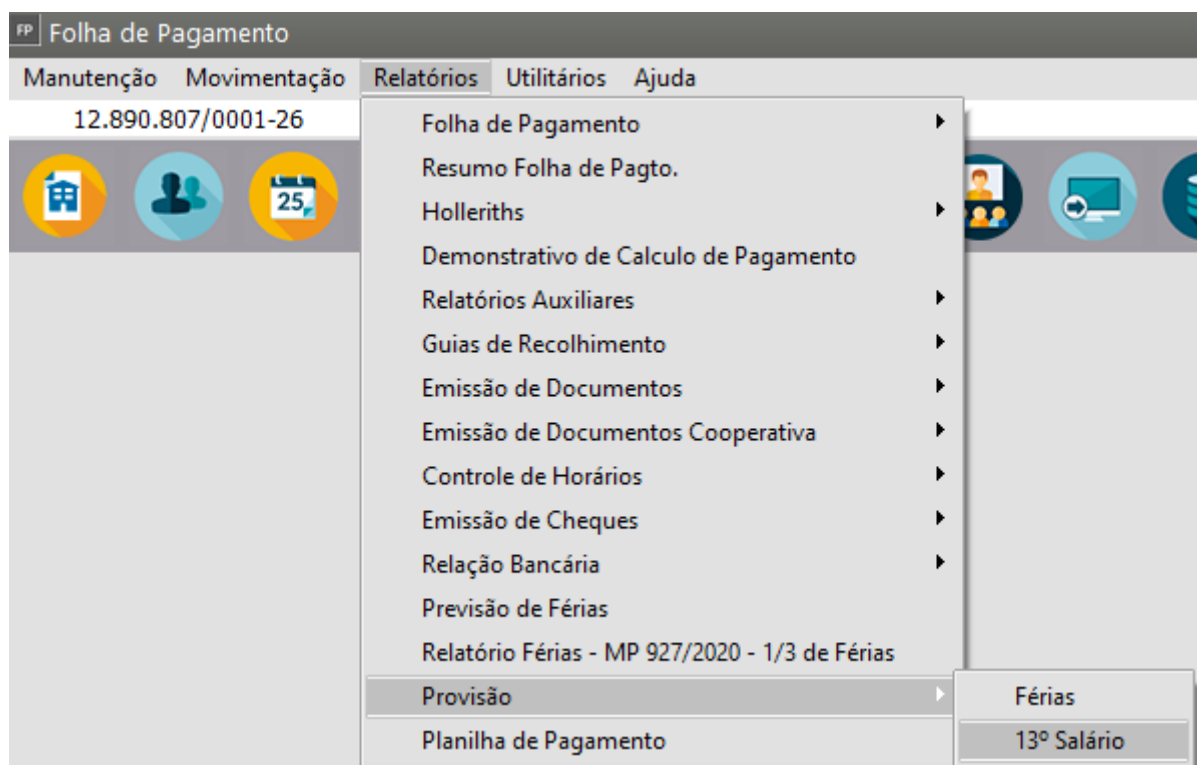 FP Folha de Pagamento
Manutenção Movimentação Relatórios Utilitários Ajuda
12.890.807/0001-26
25
Folha de Pagamento
Resumo Folha de Pagto.
Holleriths
Demonstrativo de Calculo de Pagamento
Relatórios Auxiliares
Guias de Recolhimento
Emissão de Documentos
Emissão de Documentos Cooperativa
Controle de Horários
Emissão de Cheques
Relação Bancária
Previsão de Férias
Relatório Férias - MP 927/2020 - 1/3 de Férias
Provisão
Planilha de Pagamento
Férias
13º Salário